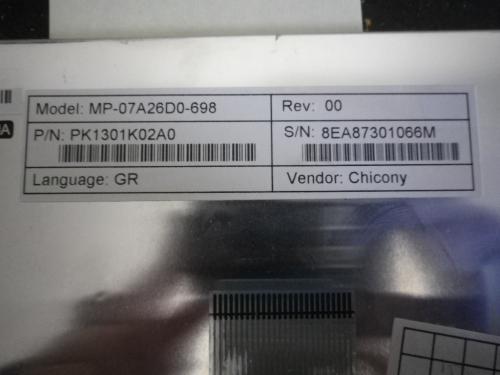 Model: MP-07A26D0-698
Rev: 00
P/N: PK1301K02A0
S/N: 8EA87301066M
Language: GR
Vendor: Chicony